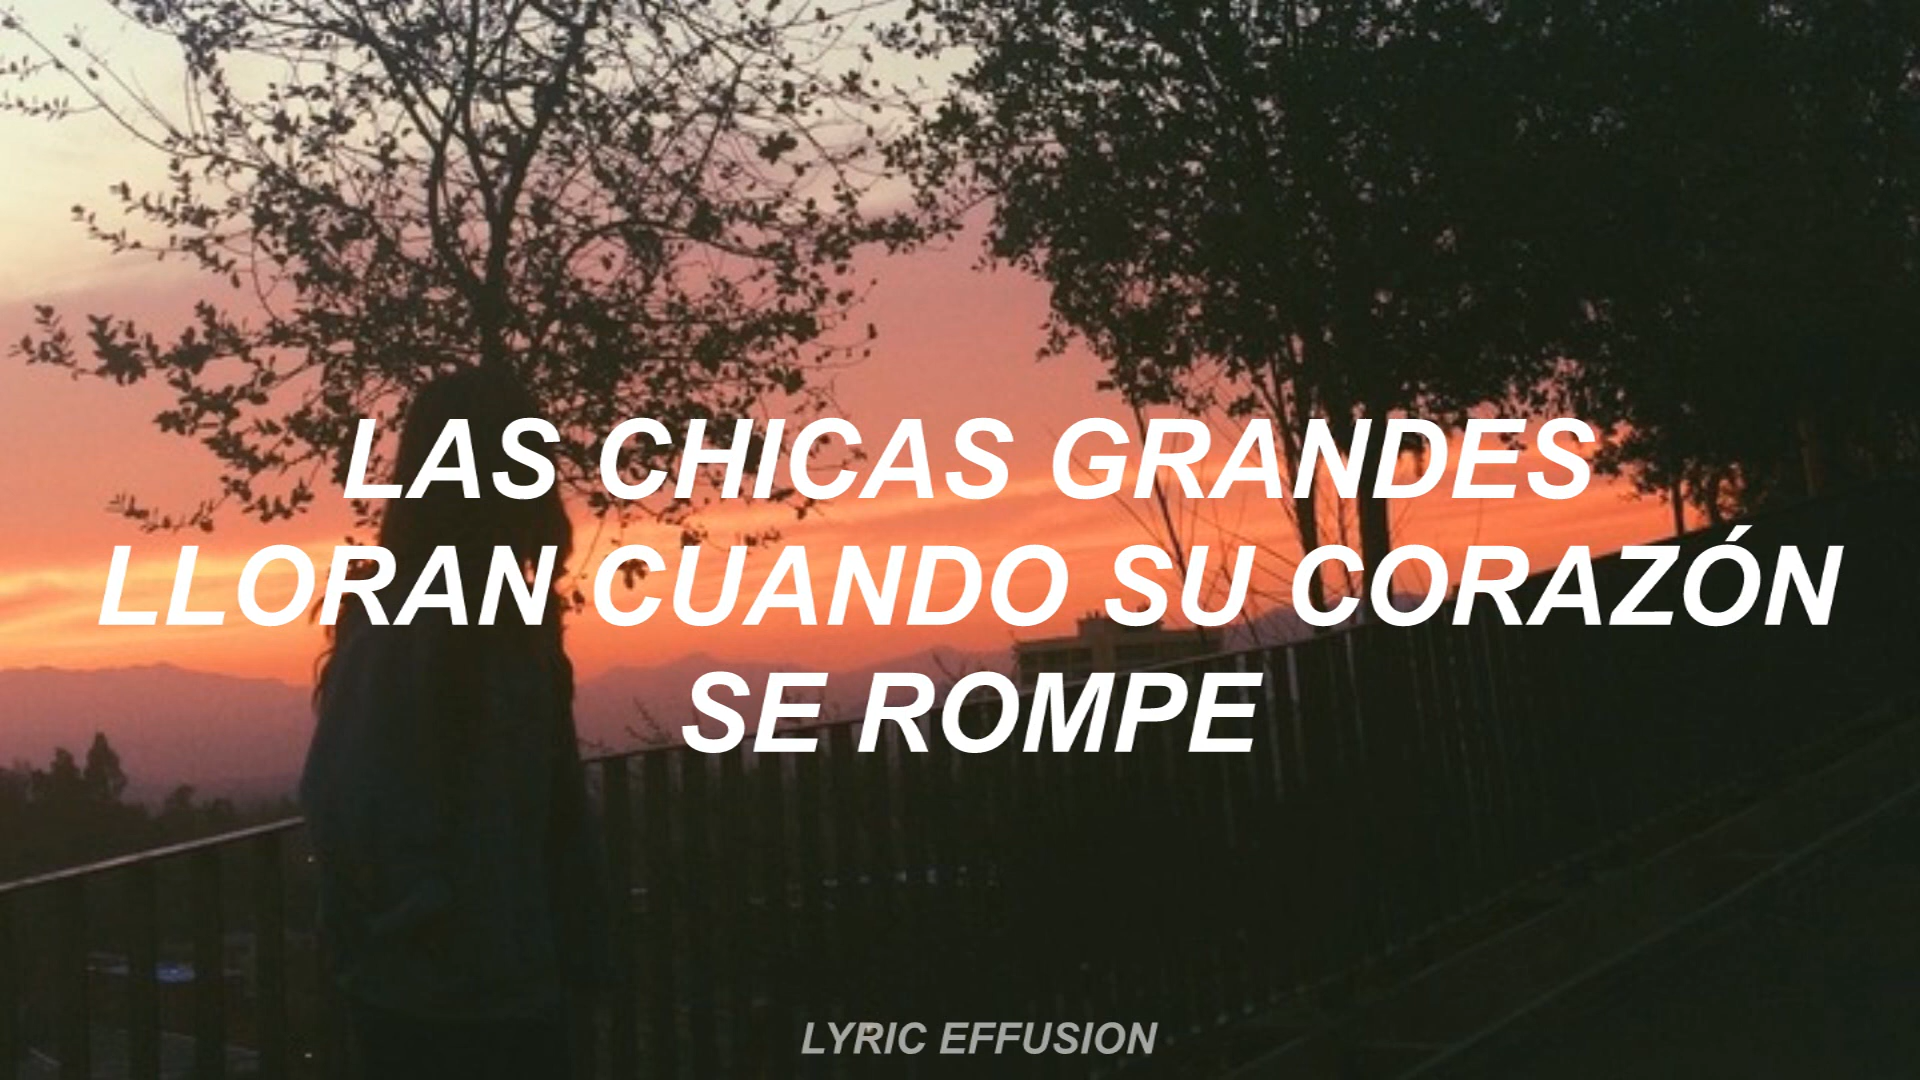 LAS CHICAS GRANDES
LLORAN CUANDO SU CORAZÓN
SE ROMPE
LYRIC EFFUSION